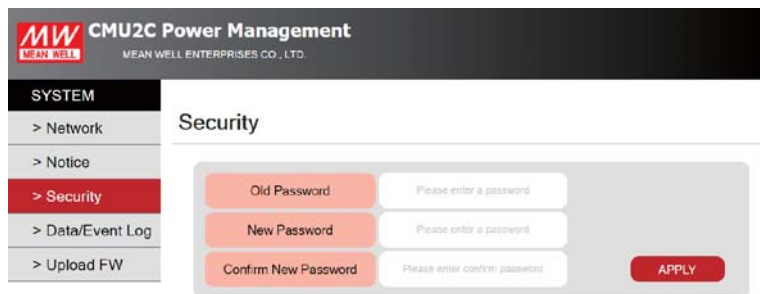 MW
MEAN WELL
CMU2C Power Management
MEAN WELL ENTERPRISES CO., LTD.
SYSTEM
> Network
> Notice
> Security
> Data/Event Log
> Upload FW
Security
Old Password
Please enter a password
New Password
Please enter a password
Confirm New Password
Please enter confirm password
APPLY